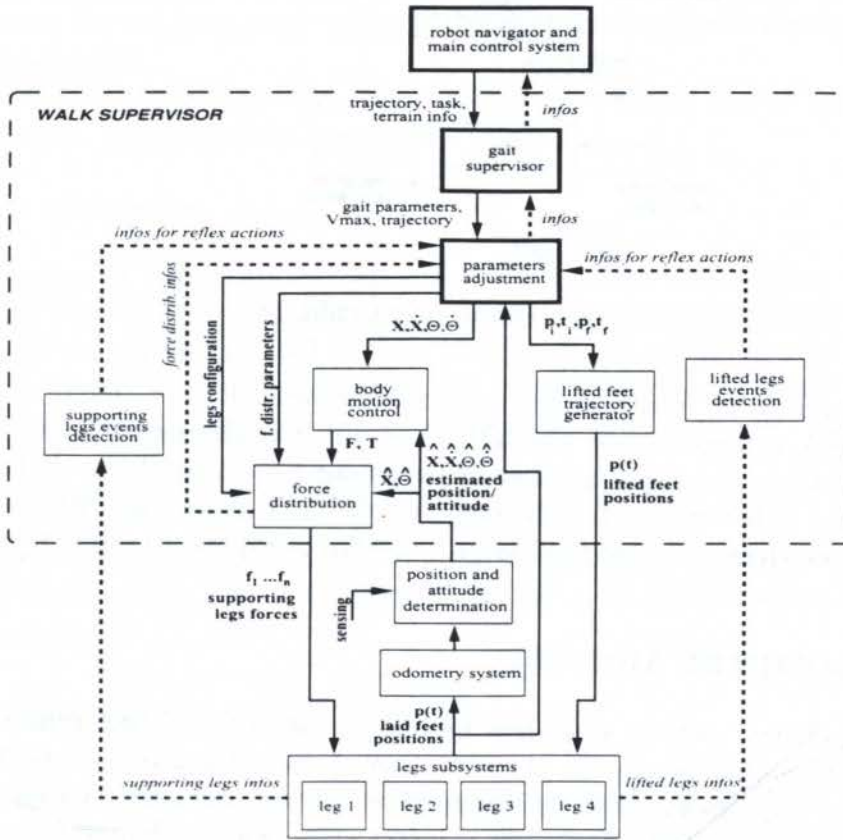 robot navigator and
main control system
trajectory, task,
terrain info
infos
WALK SUPERVISOR
gait
supervisor
gait parameters,
Vmax, trajectory
infos
infos for reflex actions
infos for reflex actions
force distrib. infos
parameters
adjustment
legs configuration
f. distr. parameters
X,Ẋ,Θ,Θ̇
p_i,t_i,p_f,t_f
supporting
legs events
detection
body
motion
control
lifted feet
trajectory
generator
lifted legs
events
detection
F, T
X̂,Θ̂
X̂,Ẋ̂,Θ̂,Θ̇̂
estimated
position/
attitude
p(t)
lifted feet
positions
force
distribution
f_1 ...f_n
supporting
legs forces
sensing
position and
attitude
determination
odometry system
p(t)
laid feet
positions
supporting legs infos
legs subsystems
lifted legs infos
leg 1
leg 2
leg 3
leg 4